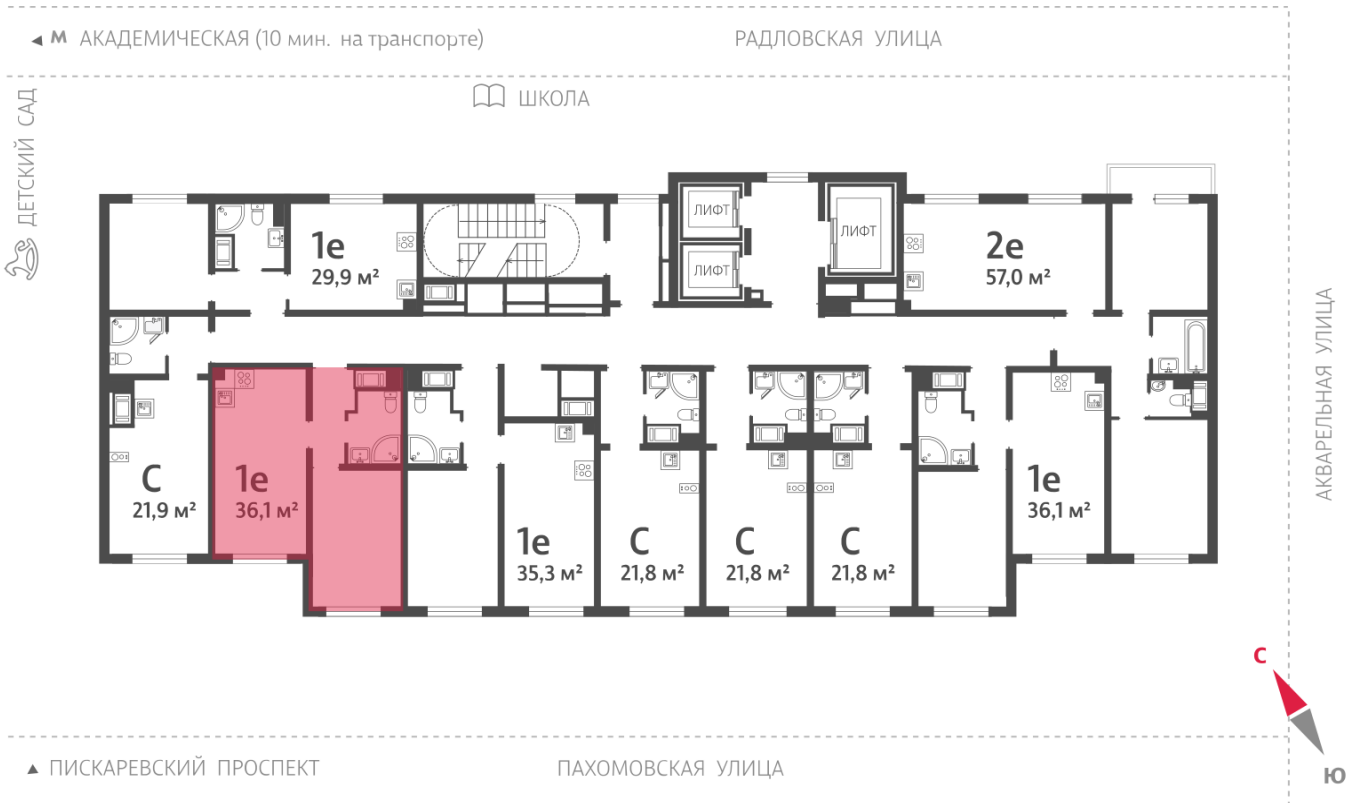 М АКАДЕМИЧЕСКАЯ (10 мин. на транспорте)
РАДЛОВСКАЯ УЛИЦА
ШКОЛА
ДЕТСКИЙ САД
ЛИФТ
ЛИФТ
ЛИФТ
1е
29,9 м²
2е
57,0 м²
С
21,9 м²
1е
36,1 м²
1е
35,3 м²
С
21,8 м²
С
21,8 м²
С
21,8 м²
1е
36,1 м²
АКВАРЕЛЬНАЯ УЛИЦА
С
Ю
ПИСКАРЕВСКИЙ ПРОСПЕКТ
ПАХОМОВСКАЯ УЛИЦА